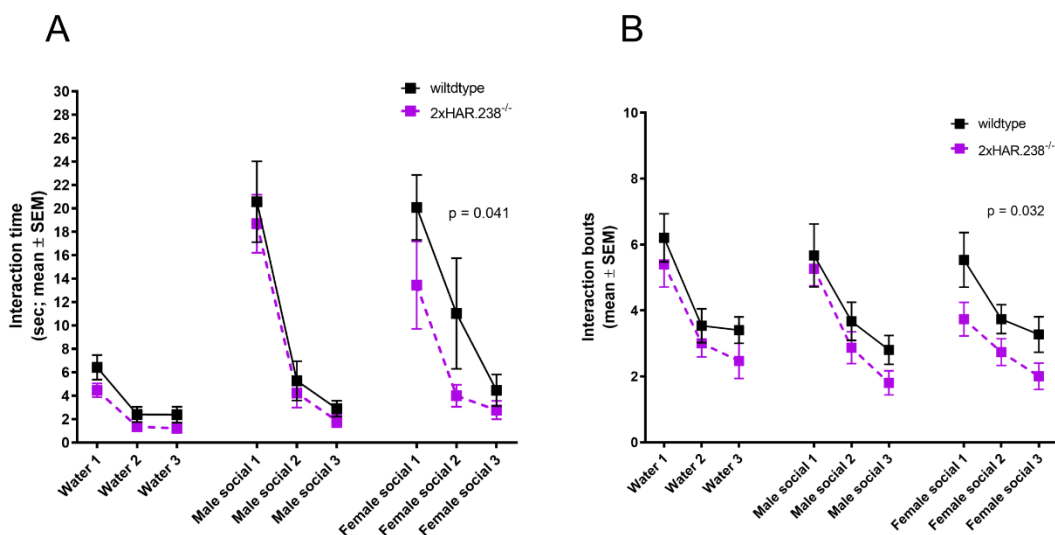 A
wiltdtype
2xHAR.238-/-
30
28
26
24
22
20
18
16
14
12
10
8
6
4
2
0
Interaction time
(sec; mean ± SEM)
p = 0.041
Water 1
Water 2
Water 3
Male social 1
Male social 2
Male social 3
Female social 1
Female social 2
Female social 3
B
wildtype
2xHAR.238-/-
10
8
6
4
2
0
Interaction bouts
(mean ± SEM)
p = 0.032
Water 1
Water 2
Water 3
Male social 1
Male social 2
Male social 3
Female social 1
Female social 2
Female social 3